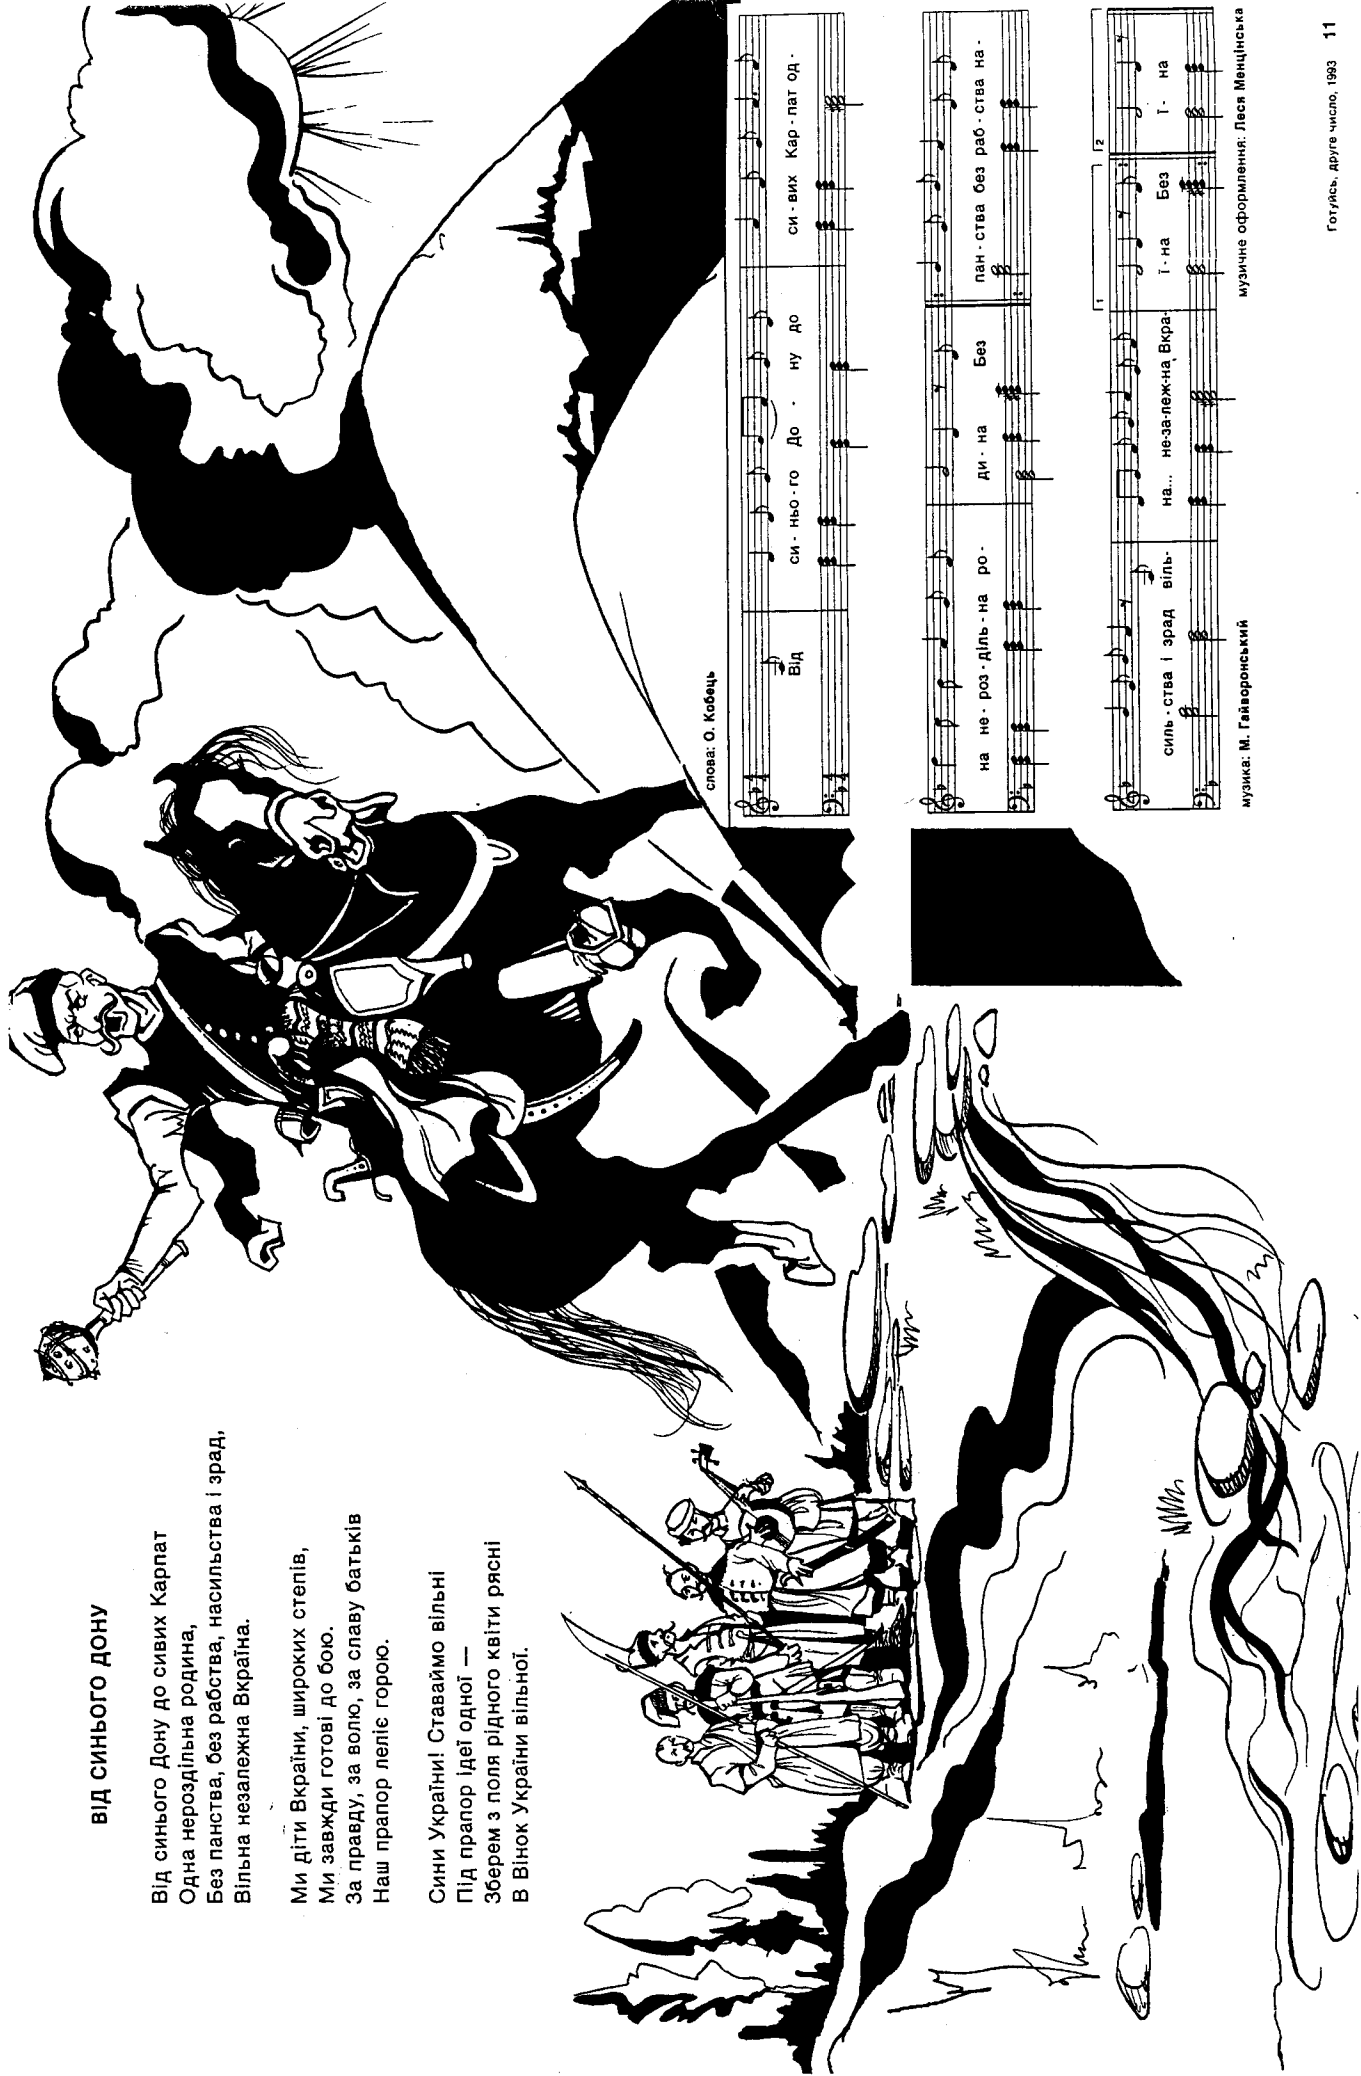 ВІД СИНЬОГО ДОНУ
Від синього Дону до сивих Карпат
Одна нероздільна родина,
Без панства, без рабства, насильства і зрад,
Вільна незалежна Вкраїна.
Ми діти Вкраїни, широких степів,
Ми завжди готові до бою.
За правду, за волю, за славу батьків
Наш прапор леліє горою.
Сини України! Ставаймо вільні
Під прапор ідеї одної —
Зберем з поля рідного квіти рясні
В Вінок України вільної.
слова: О. Кобець
Від си - ньо - го До - ну до си - вих Кар - пат од -
на не - роз - діль - на ро - ди - на Без пан - ства без раб - ства на -
силь - ства і зрад віль - на... не-за-леж-на Вкра- ї - на Без ї - на
1
2
музика: М. Гайворонський
музичне оформлення: Леся Менцінська
Готуйсь, друге число, 1993 11